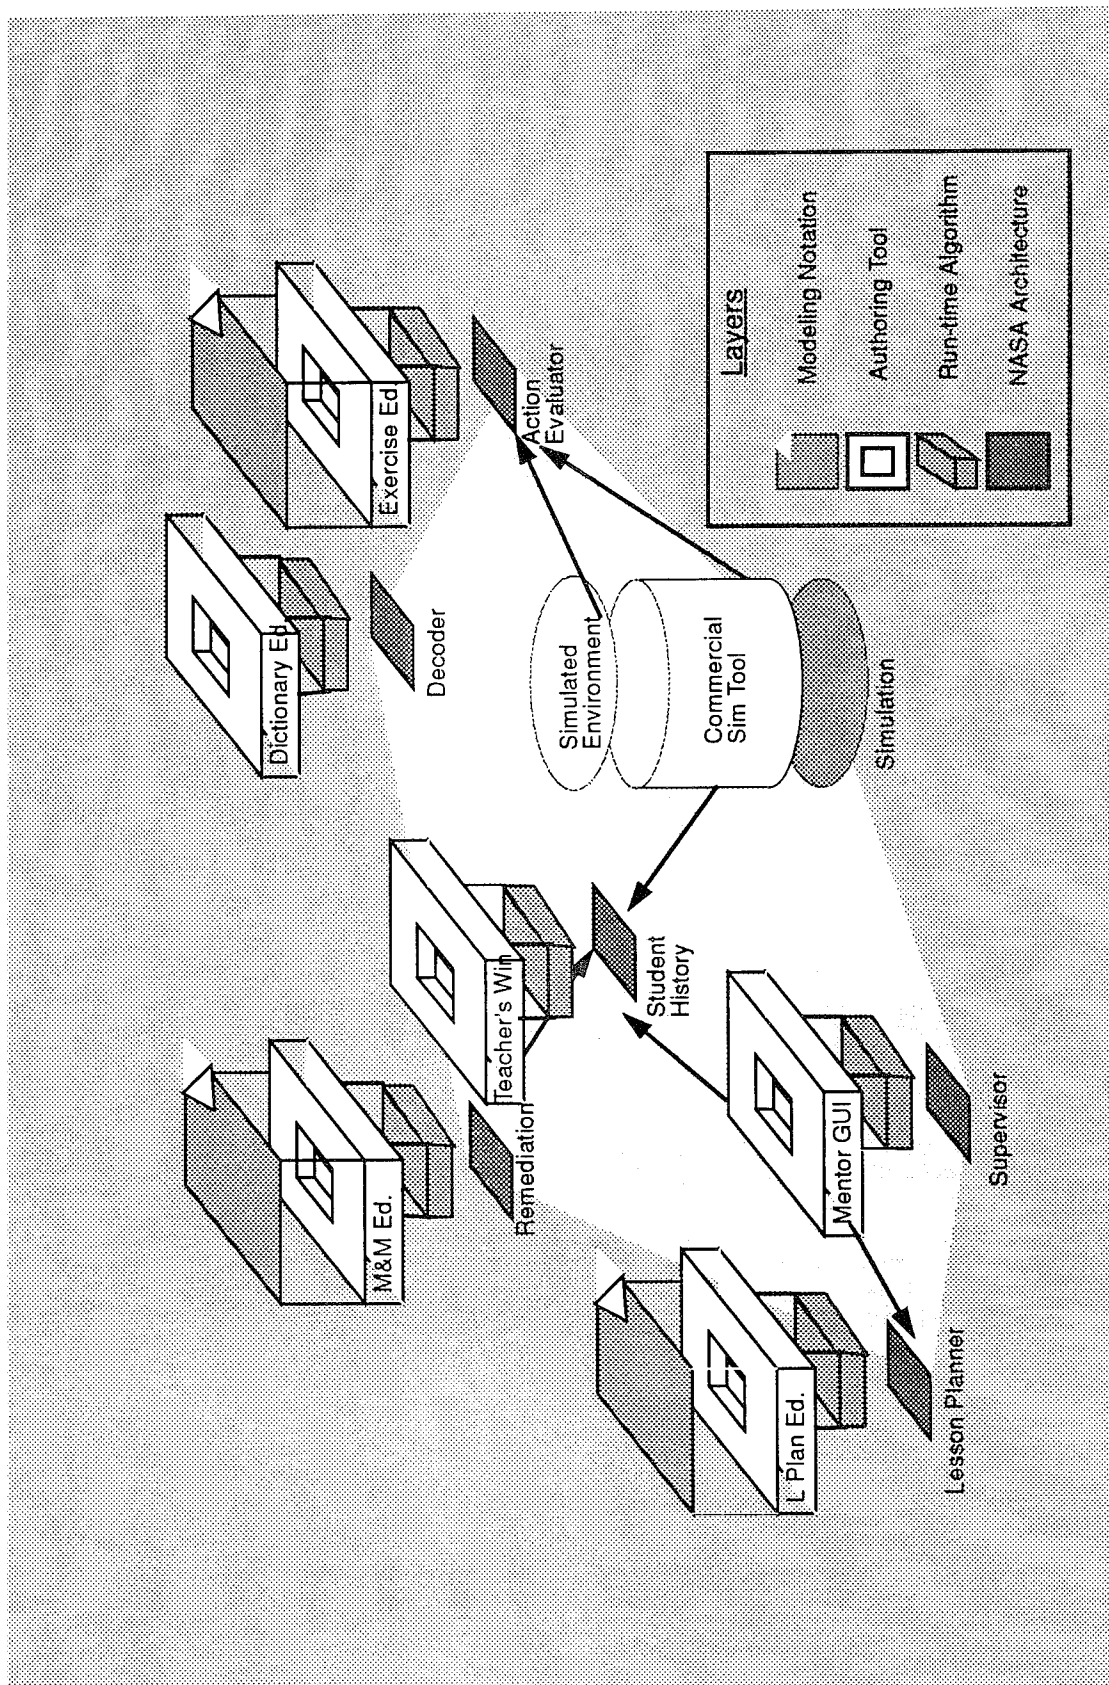 M&M Ed.
Dictionary Ed
Exercise Ed.
Remediation
Teacher's Win
Decoder
Action
Evaluator
L Plan Ed.
Student
History
Simulated
Environment
Mentor GUI
Commercial
Sim Tool
Lesson Planner
Supervisor
Simulation
Layers
Modeling Notation
Authoring Tool
Run-time Algorithm
NASA Architecture